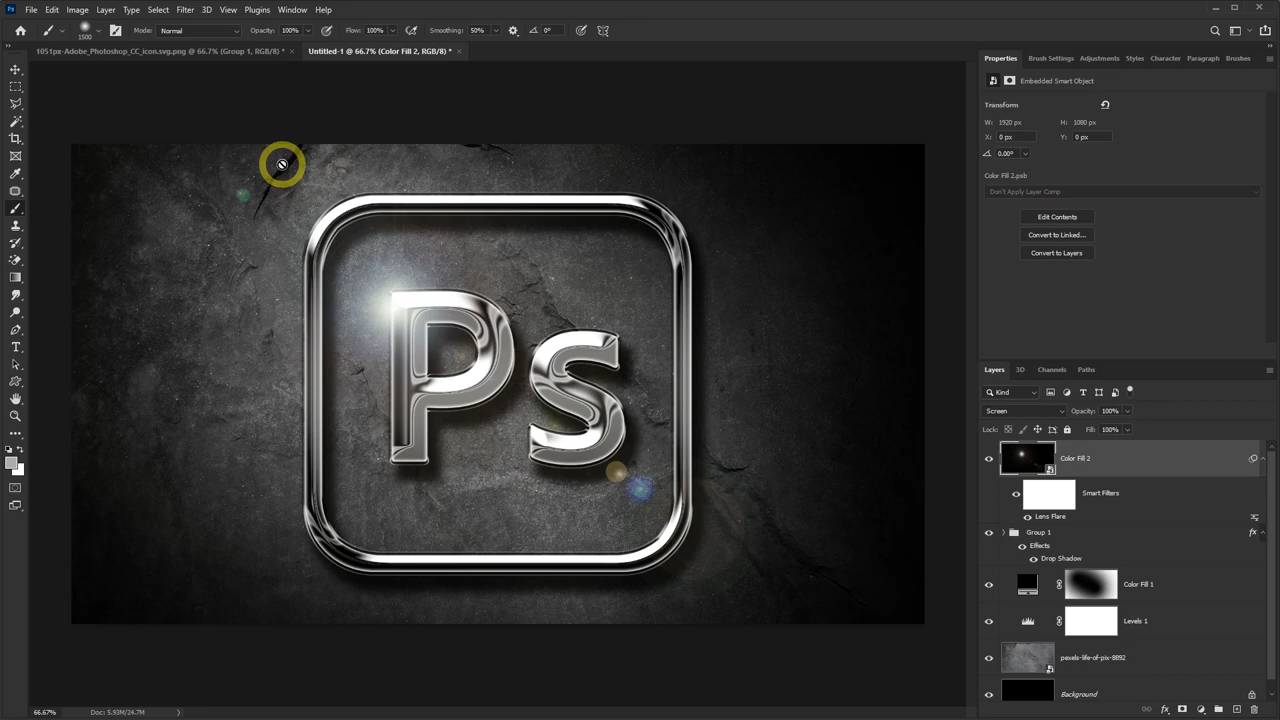 Ps File Edit Image Layer Type Select Filter 3D View Plugins Window Help
1500 Mode: Normal Opacity: 100% Flow: 100% Smoothing: 50% 0°
1051px-Adobe_Photoshop_CC_icon.svg.png @ 66.7% (Group 1, RGB/8) * × Untitled-1 @ 66.7% (Color Fill 2, RGB/8) * ×
Properties Brush Settings Adjustments Styles Character Paragraph Brushes
Embedded Smart Object
Transform
W: 1920 px H: 1080 px
X: 0 px Y: 0 px
0.00°
Color Fill 2.psb
Don't Apply Layer Comp
Edit Contents
Convert to Linked...
Convert to Layers
Ps
Layers 3D Channels Paths
Kind
Screen Opacity: 100%
Lock: Fill: 100%
Color Fill 2
Smart Filters
Lens Flare
Group 1 fx
Effects
Drop Shadow
Color Fill 1
Levels 1
pexels-life-of-pix-8892
Background
66.67% Doc: 5.93M/24.7M
fx